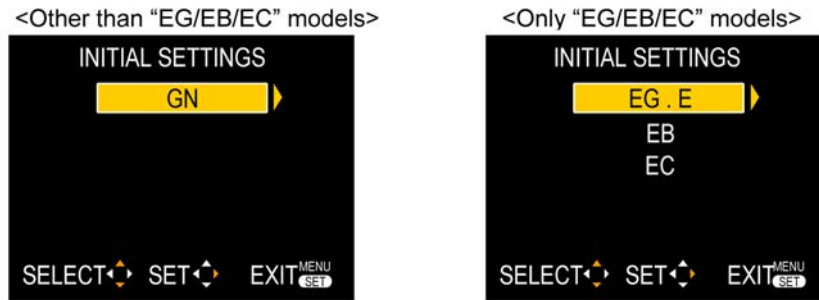 <Other than “EG/EB/EC” models>
INITIAL SETTINGS
GN
SELECT SET EXIT MENU SET
<Only “EG/EB/EC” models>
INITIAL SETTINGS
EG . E
EB
EC
SELECT SET EXIT MENU SET